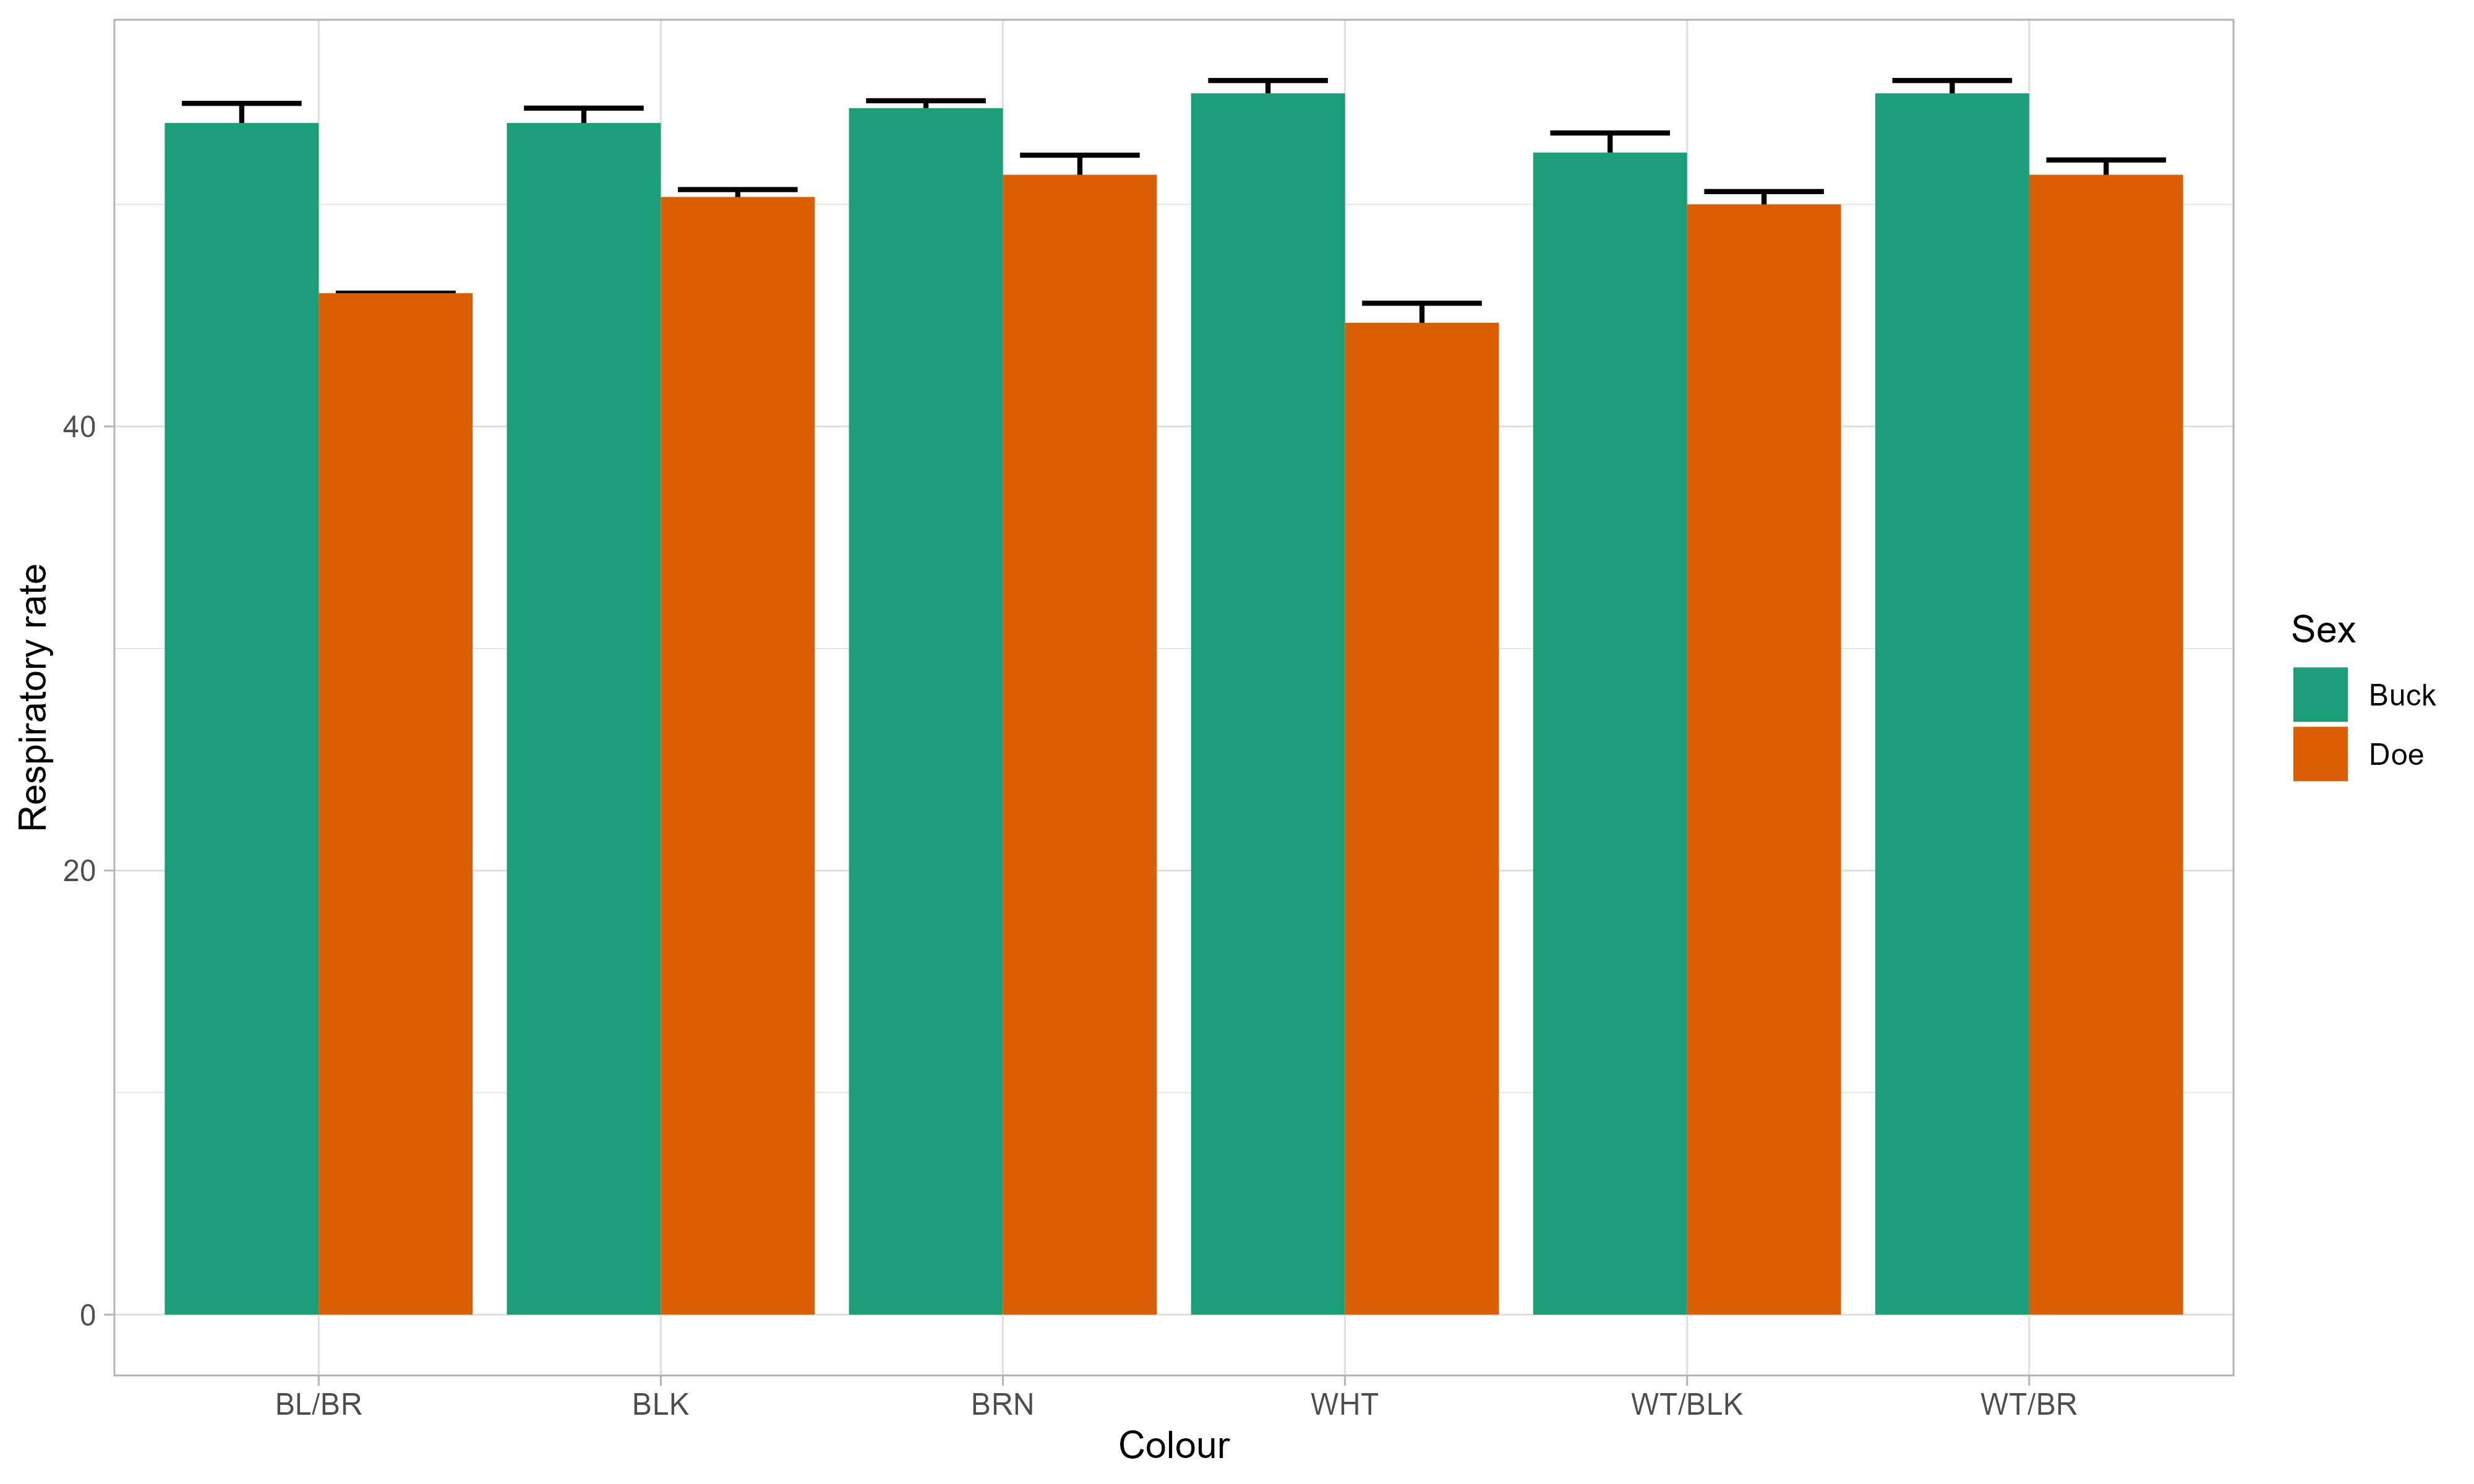 Respiratory rate
40
20
0
BL/BR
BLK
BRN
WHT
WT/BLK
WT/BR
Colour
Sex
Buck
Doe